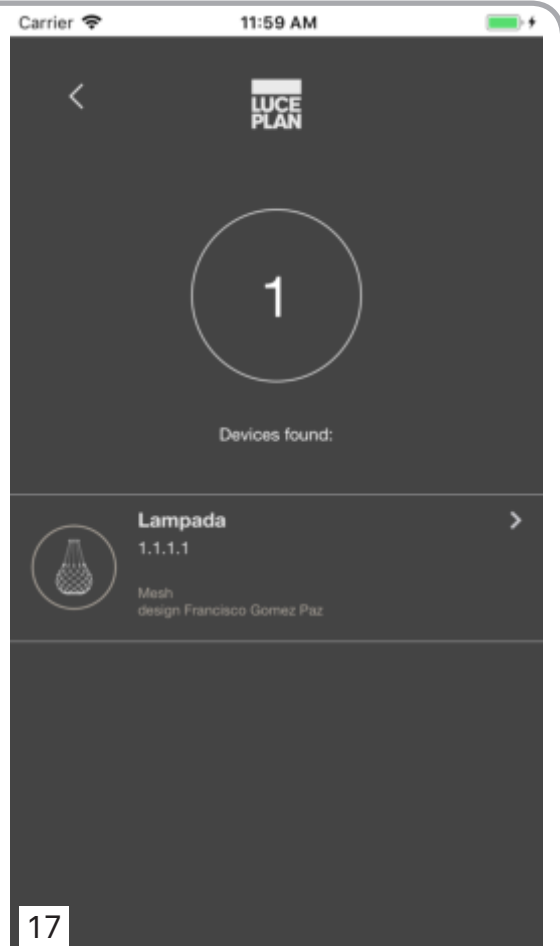 Carrier 11:59 AM
LUCE
PLAN
1
Devices found:
Lampada
1.1.1.1
Mesh
design Francisco Gomez Paz
17